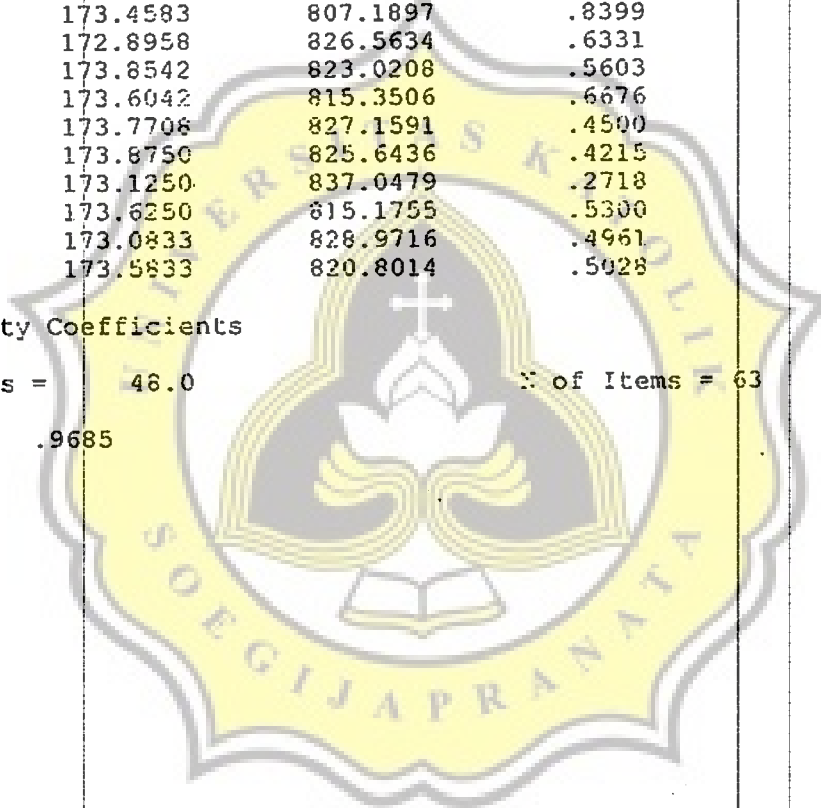 173.4583 807.1897 .8399
172.8958 826.5634 .6331
173.8542 823.0208 .5603
173.6042 815.3506 .6676
173.7708 827.1591 .4500
173.8750 825.6436 .4215
173.1250 837.0479 .2718
173.6250 815.1755 .5300
173.0833 828.9716 .4961
173.5833 820.8014 .5028
ty Coefficients
s = 48.0 N of Items = 63
.9685
UNIVERSITAS KATOLIK
SOEGIJAPRANATA